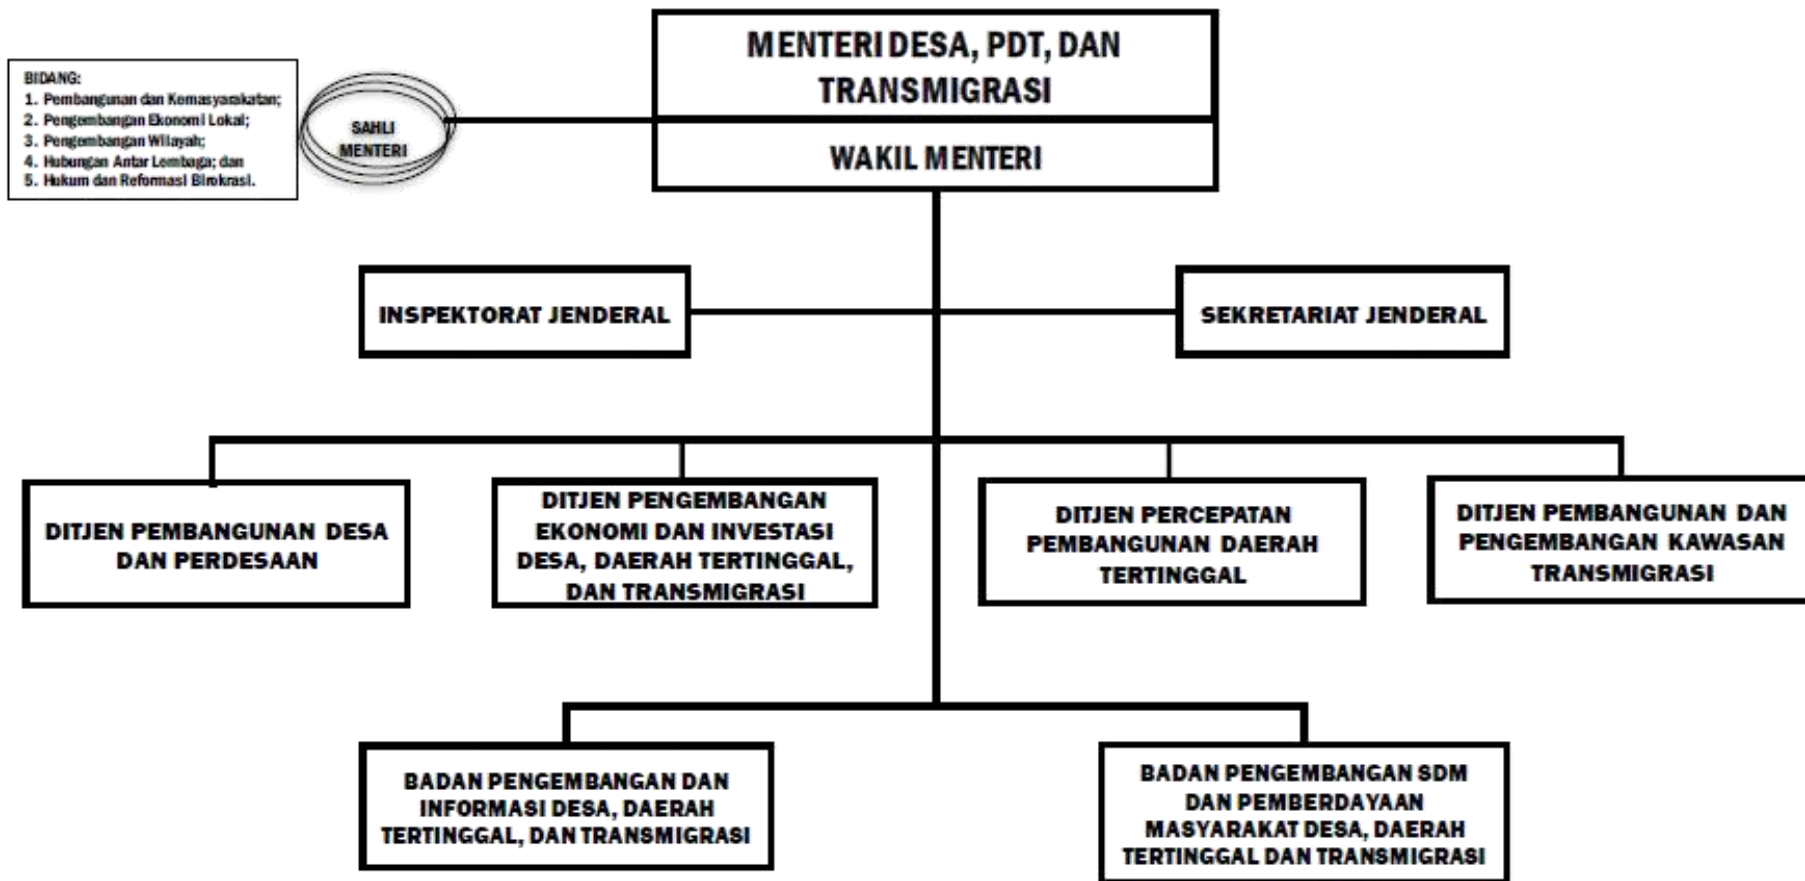 MENTERI DESA, PDT, DAN
TRANSMIGRASI
WAKIL MENTERI
BIDANG:
1. Pembangunan dan Kemasyarakatan;
2. Pengembangan Ekonomi Lokal;
3. Pengembangan Wilayah;
4. Hubungan Antar Lembaga; dan
5. Hukum dan Reformasi Birokrasi.
SAHLI
MENTERI
INSPEKTORAT JENDERAL
SEKRETARIAT JENDERAL
DITJEN PEMBANGUNAN DESA
DAN PERDESAAN
DITJEN PENGEMBANGAN
EKONOMI DAN INVESTASI
DESA, DAERAH TERTINGGAL,
DAN TRANSMIGRASI
DITJEN PERCEPATAN
PEMBANGUNAN DAERAH
TERTINGGAL
DITJEN PEMBANGUNAN DAN
PENGEMBANGAN KAWASAN
TRANSMIGRASI
BADAN PENGEMBANGAN DAN
INFORMASI DESA, DAERAH
TERTINGGAL, DAN TRANSMIGRASI
BADAN PENGEMBANGAN SDM
DAN PEMBERDAYAAN
MASYARAKAT DESA, DAERAH
TERTINGGAL DAN TRANSMIGRASI